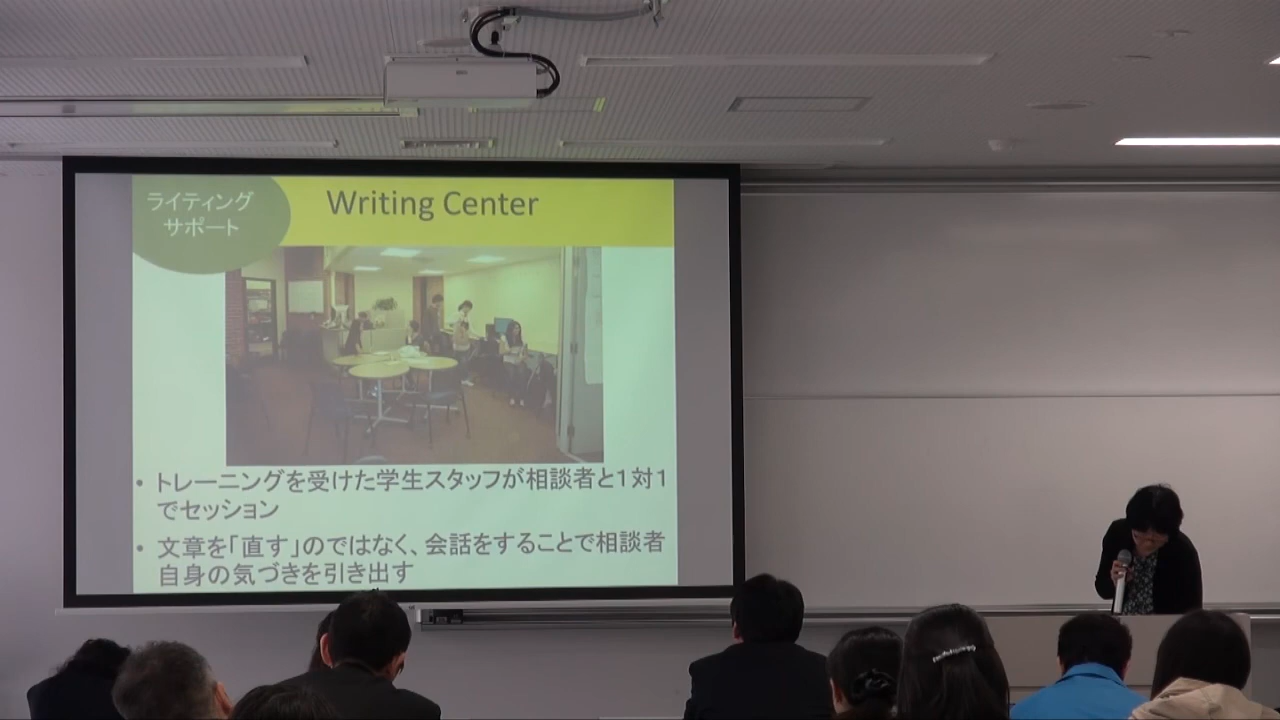 ライティング
サポート
Writing Center
• トレーニングを受けた学生スタッフが相談者と1対1
でセッション
• 文章を「直す」のではなく、会話をすることで相談者
自身の気づきを引き出す